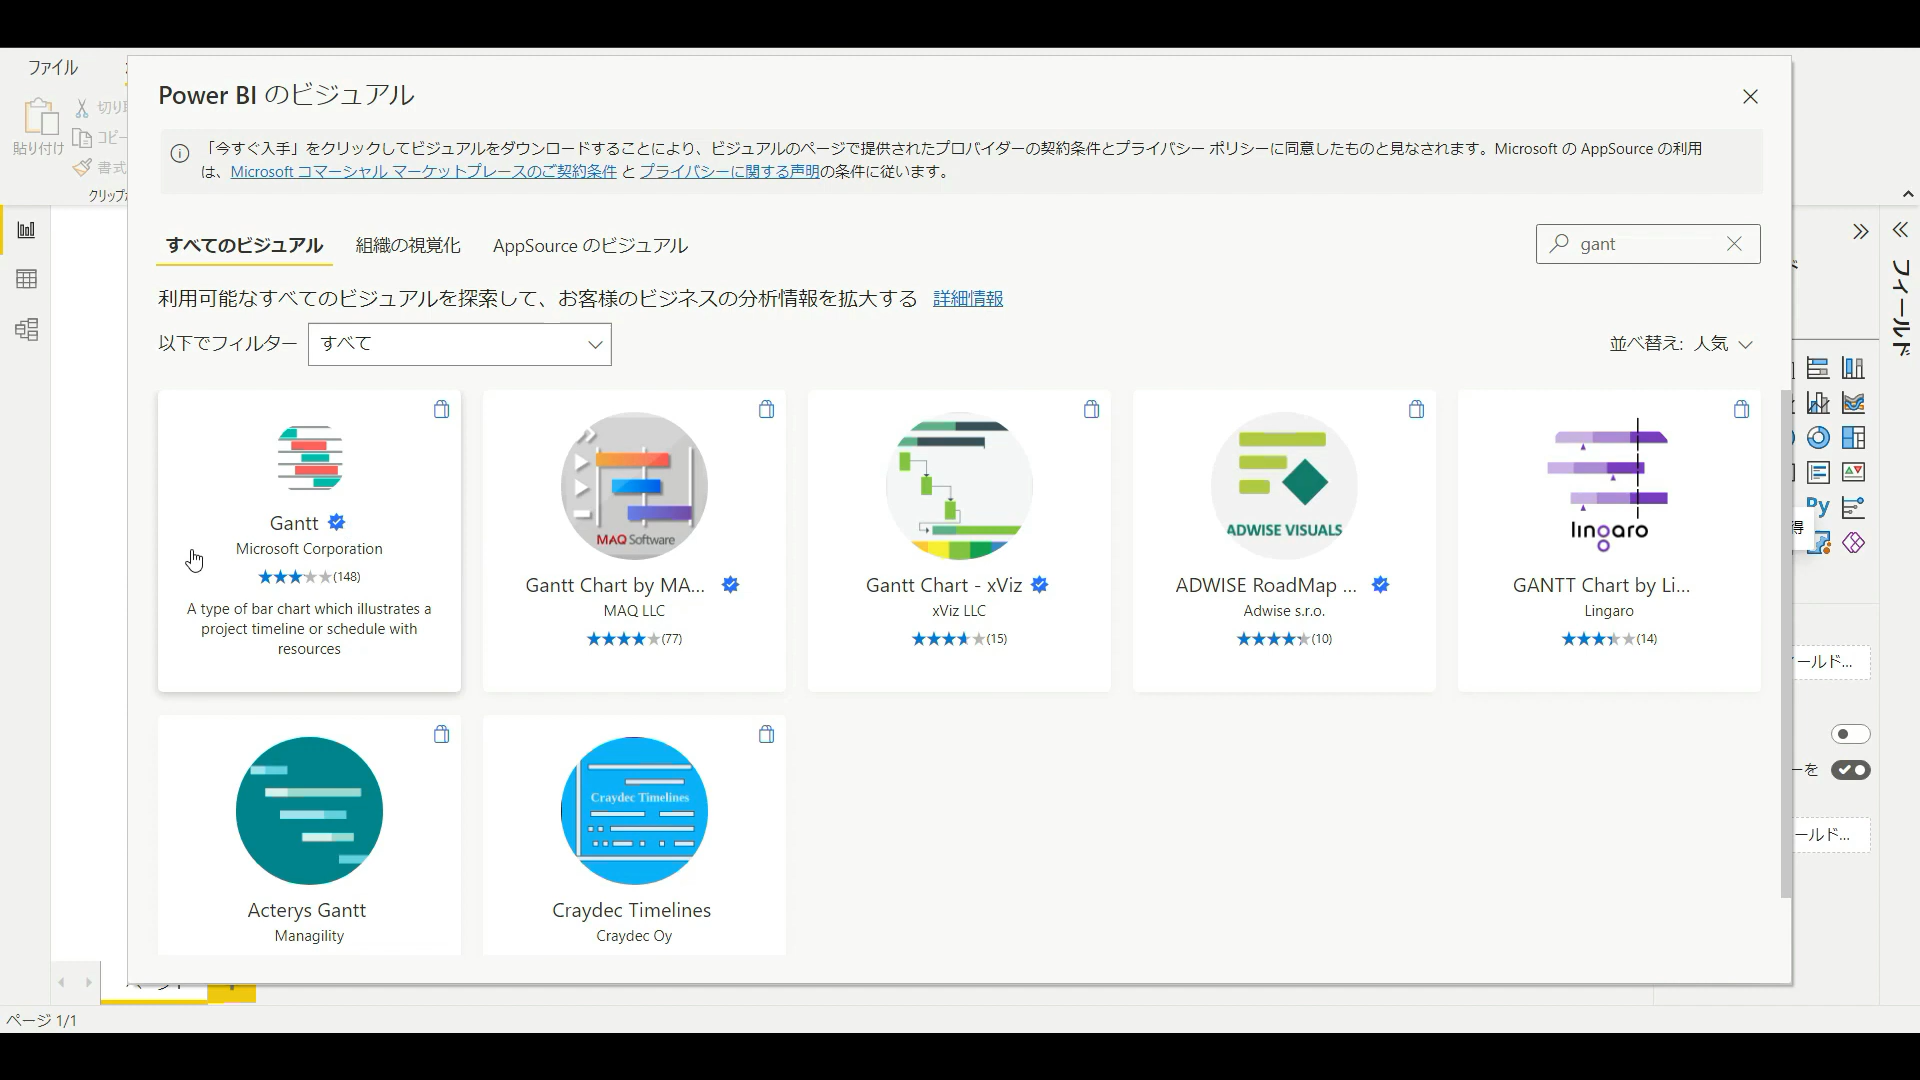 ファイル
貼り付け
コピー
書式
Power BI のビジュアル
「今すぐ入手」をクリックしてビジュアルをダウンロードすることにより、ビジュアルのページで提供されたプロバイダーの契約条件とプライバシー ポリシーに同意したものと見なされます。Microsoft の AppSource の利用
は、Microsoft コマーシャル マーケットプレースのご契約条件 と プライバシーに関する声明の条件に従います。
すべてのビジュアル
組織の視覚化
AppSource のビジュアル
gant
利用可能なすべてのビジュアルを探索して、お客様のビジネスの分析情報を拡大する 詳細情報
以下でフィルター
すべて
並べ替え: 人気
Gantt
Microsoft Corporation
(148)
A type of bar chart which illustrates a
project timeline or schedule with
resources
MAQ Software
Gantt Chart by MA...
MAQ LLC
(77)
Gantt Chart - xViz
xViz LLC
(15)
ADWISE VISUALS
ADWISE RoadMap ...
Adwise s.r.o.
(10)
lingaro
GANTT Chart by Li...
Lingaro
(14)
Acterys Gantt
Managility
Craydec Timelines
Craydec Timelines
Craydec Oy
フィールド
Py
得
ールド...
ーを
ールド...
ページ 1/1